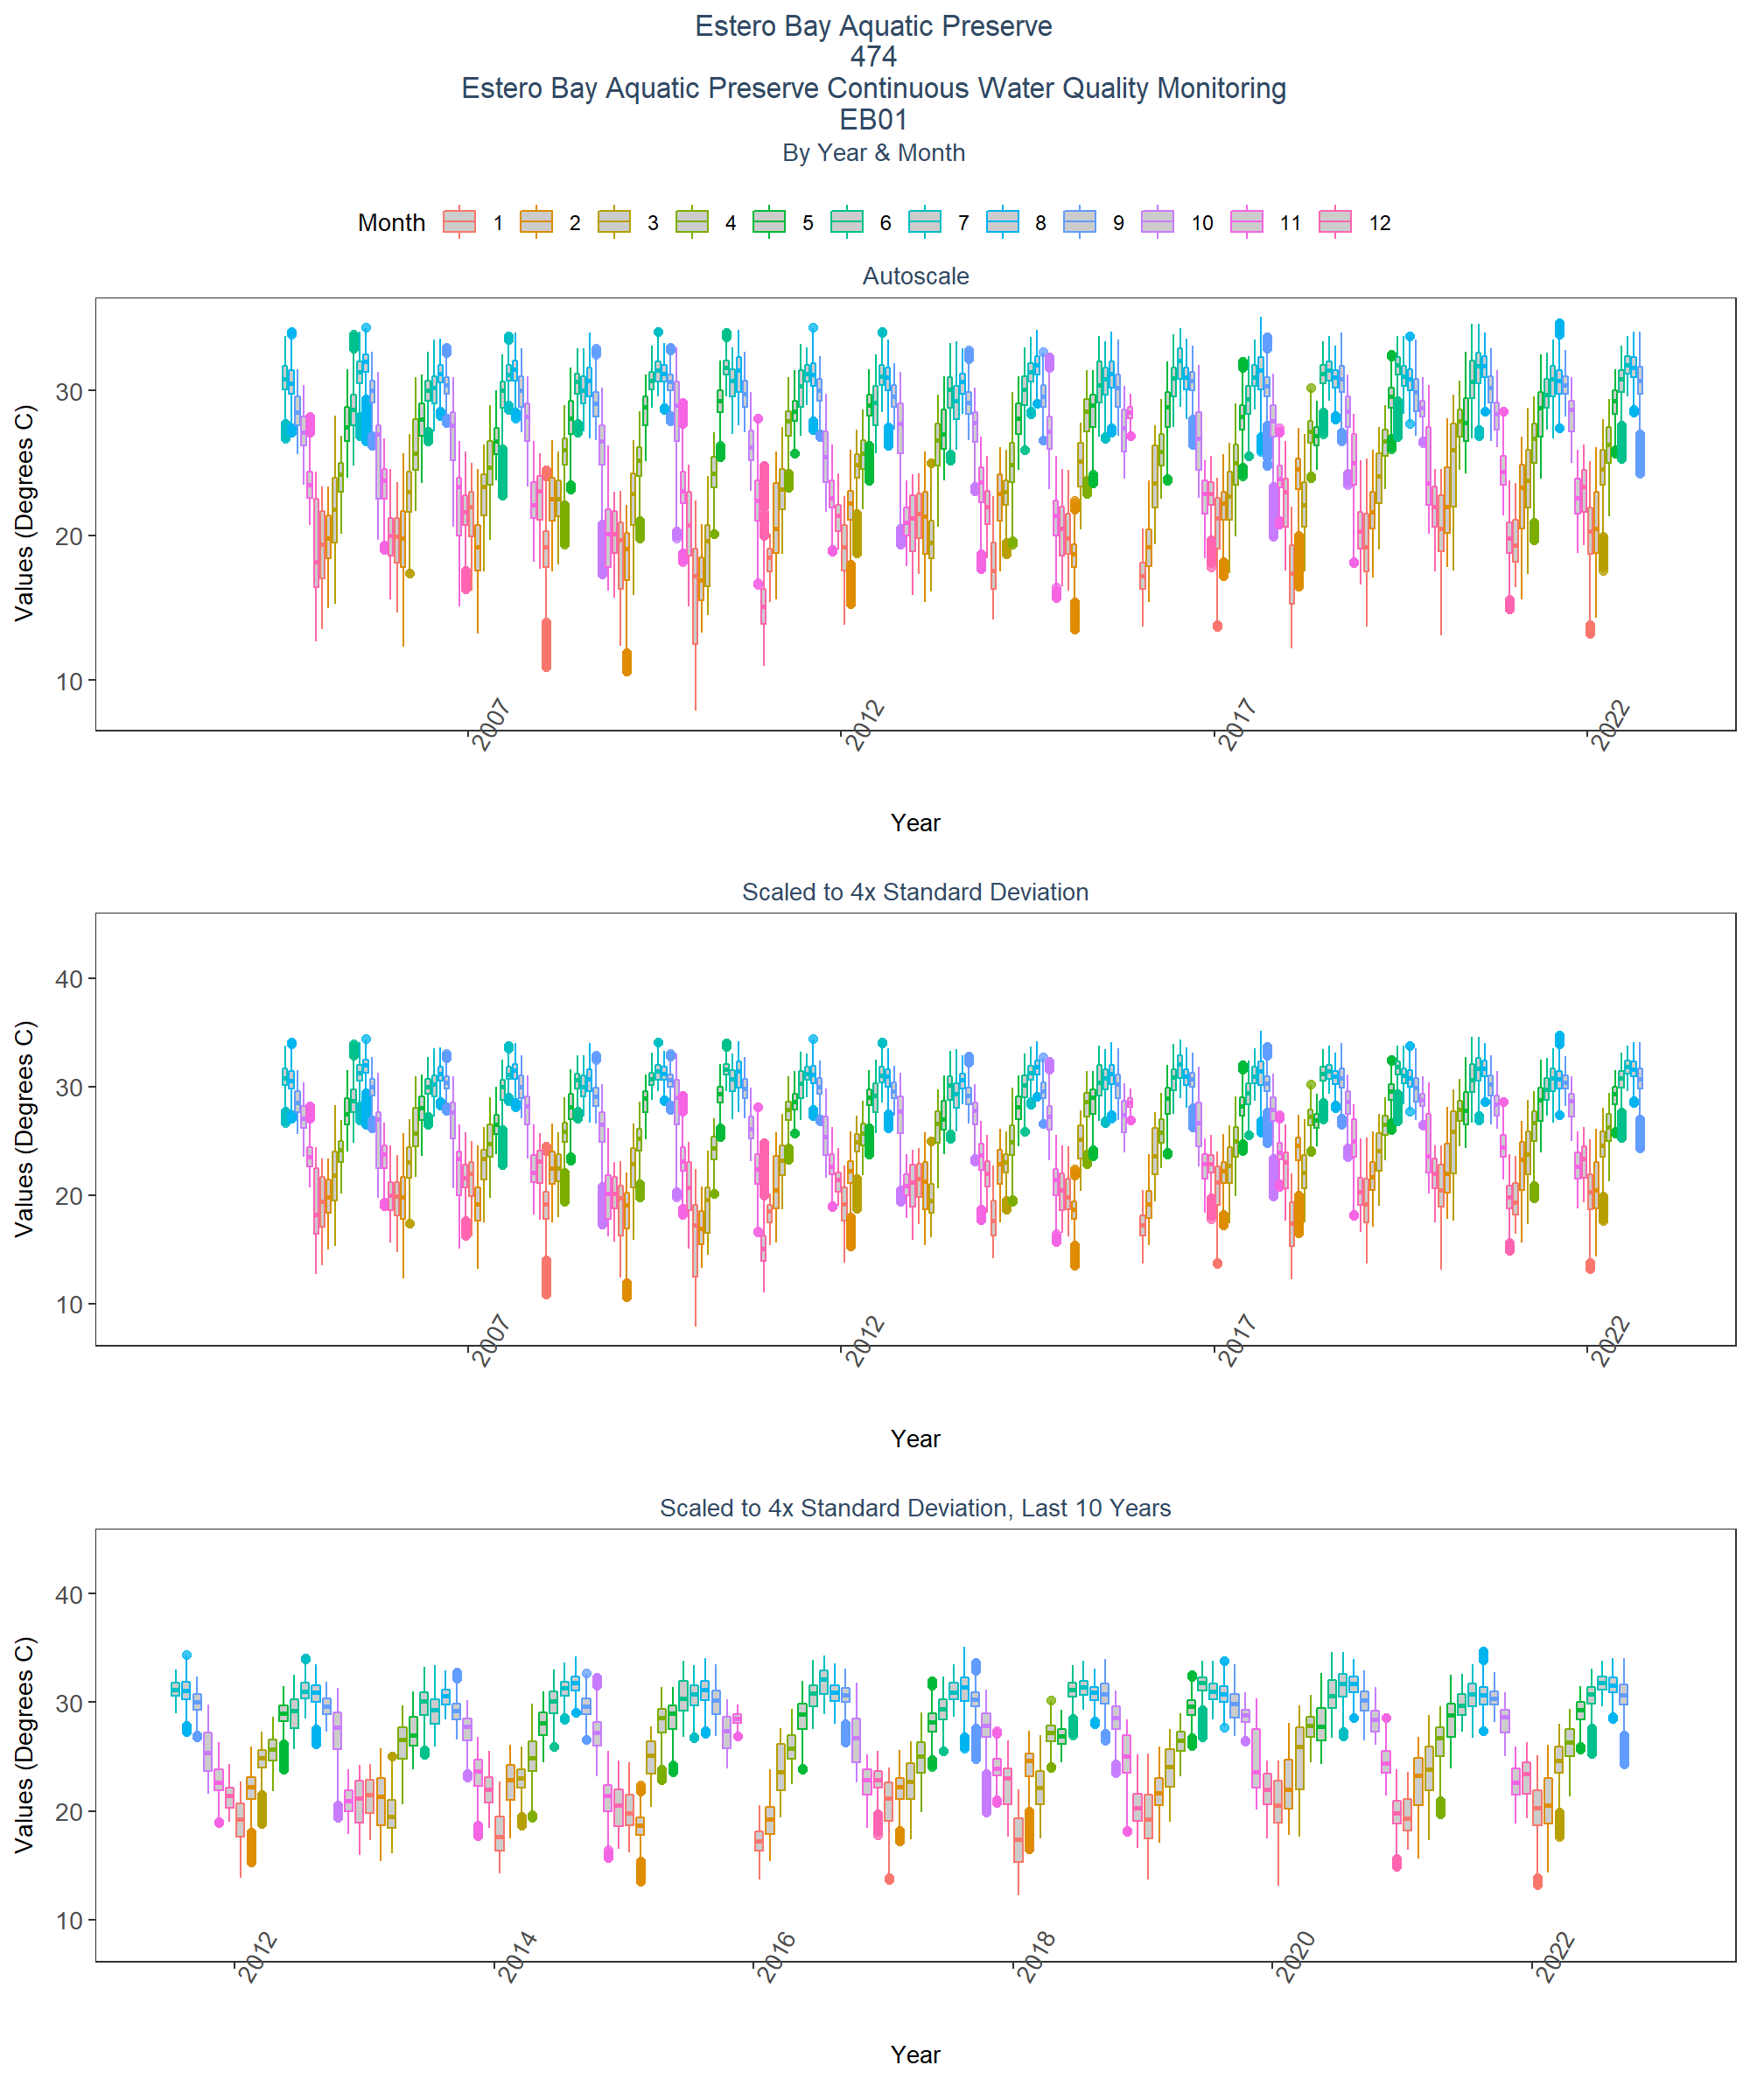 Estero Bay Aquatic Preserve
474
Estero Bay Aquatic Preserve Continuous Water Quality Monitoring
EB01
By Year & Month
Month 1 2 3 4 5 6 7 8 9 10 11 12
Autoscale
Values (Degrees C)
30
20
10
2007 2012 2017 2022
Year
Scaled to 4x Standard Deviation
Values (Degrees C)
40
30
20
10
2007 2012 2017 2022
Year
Scaled to 4x Standard Deviation, Last 10 Years
Values (Degrees C)
40
30
20
10
2012 2014 2016 2018 2020 2022
Year